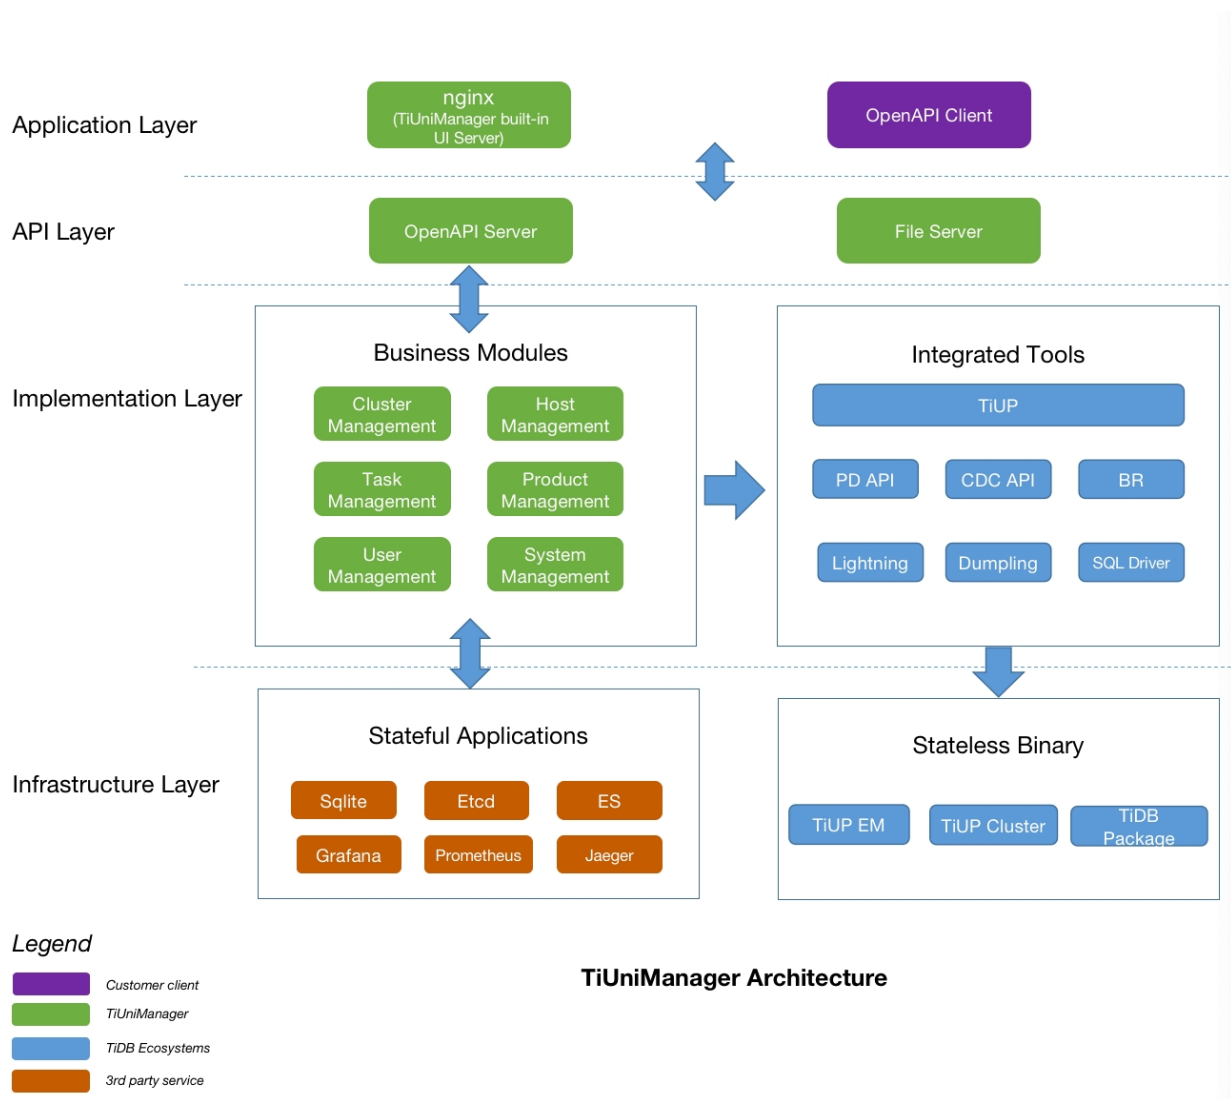 Application Layer
nginx
(TiUniManager built-in
UI Server)
OpenAPI Client
API Layer
OpenAPI Server
File Server
Implementation Layer
Business Modules
Cluster
Management
Host
Management
Task
Management
Product
Management
User
Management
System
Management
Integrated Tools
TiUP
PD API
CDC API
BR
Lightning
Dumpling
SQL Driver
Infrastructure Layer
Stateful Applications
Sqlite
Etcd
ES
Grafana
Prometheus
Jaeger
Stateless Binary
TiUP EM
TiUP Cluster
TiDB
Package
Legend
Customer client
TiUniManager
TiDB Ecosystems
3rd party service
TiUniManager Architecture